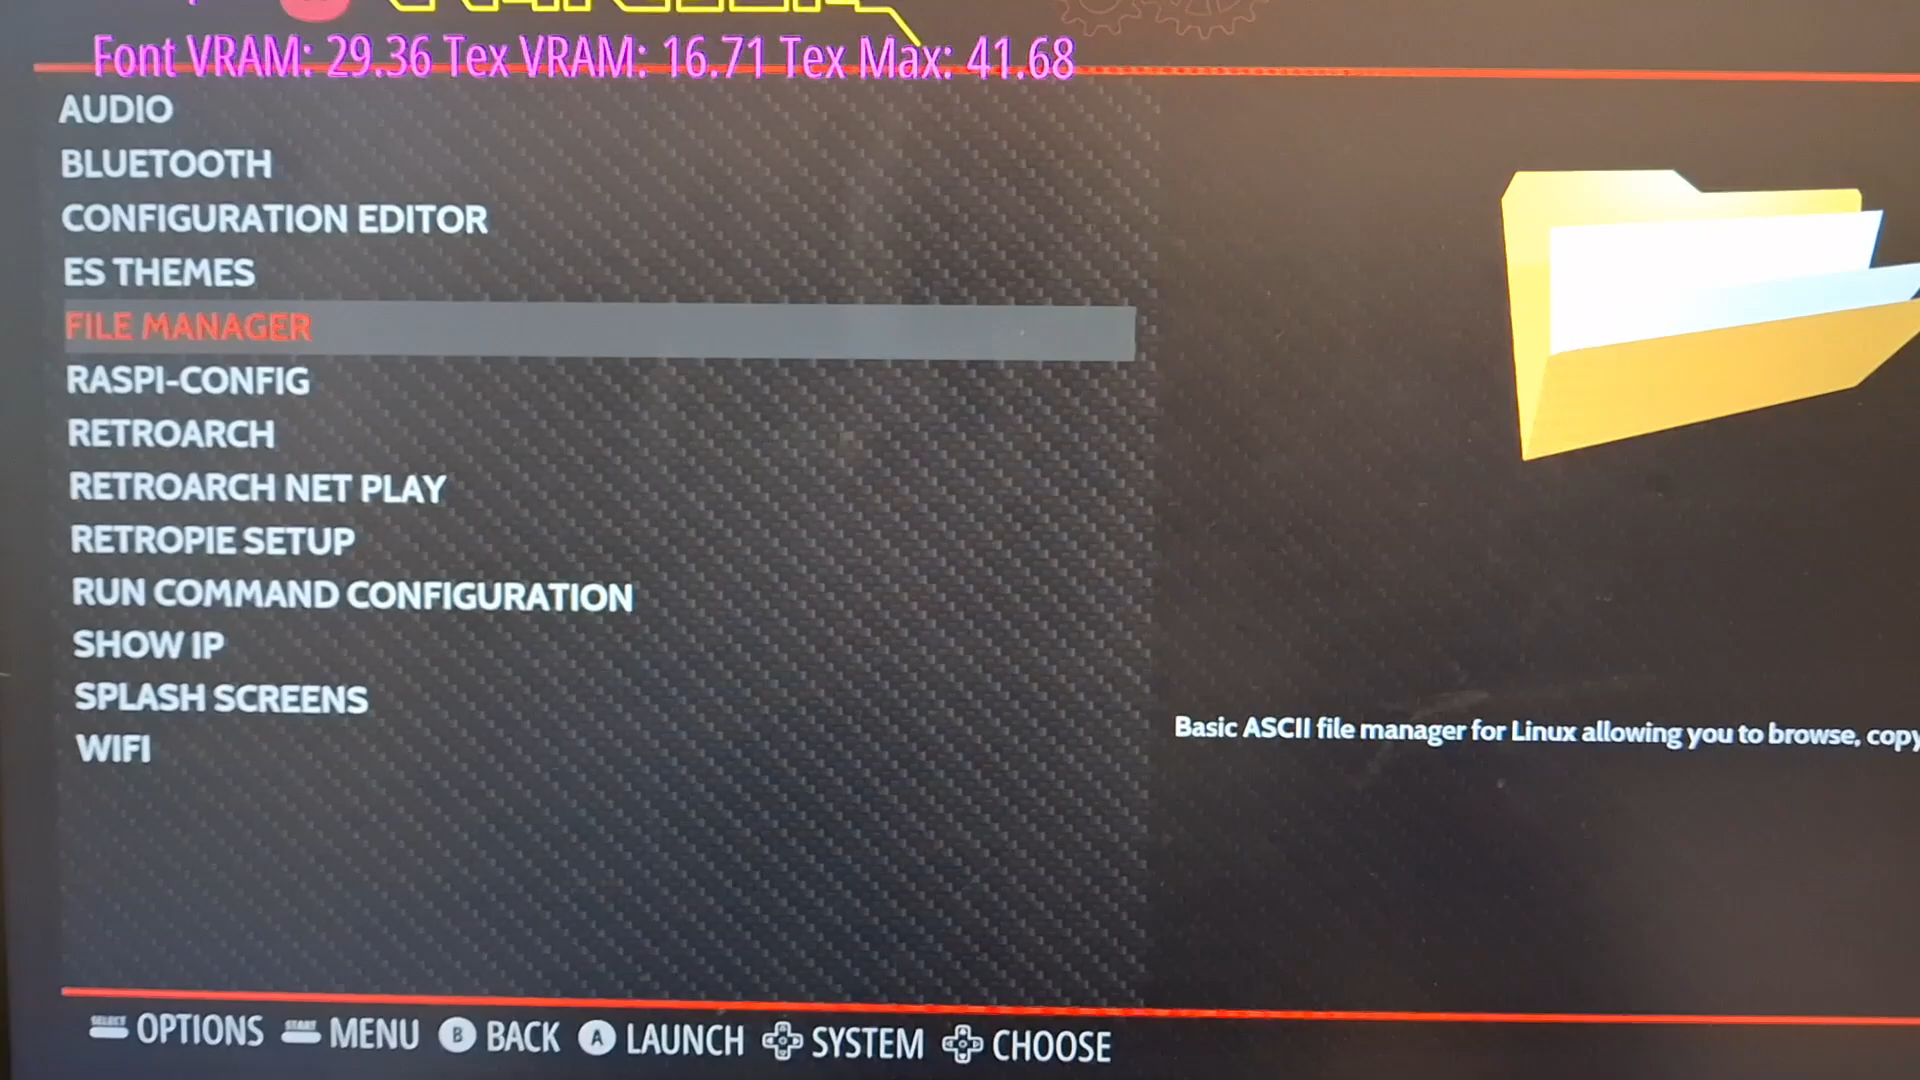 Font VRAM: 29.36 Tex VRAM: 16.71 Tex Max: 41.68
AUDIO
BLUETOOTH
CONFIGURATION EDITOR
ES THEMES
FILE MANAGER
RASPI-CONFIG
RETROARCH
RETROARCH NET PLAY
RETROPIE SETUP
RUN COMMAND CONFIGURATION
SHOW IP
SPLASH SCREENS
WIFI
Basic ASCII file manager for Linux allowing you to browse, copy
SELECT OPTIONS START MENU B BACK A LAUNCH SYSTEM CHOOSE